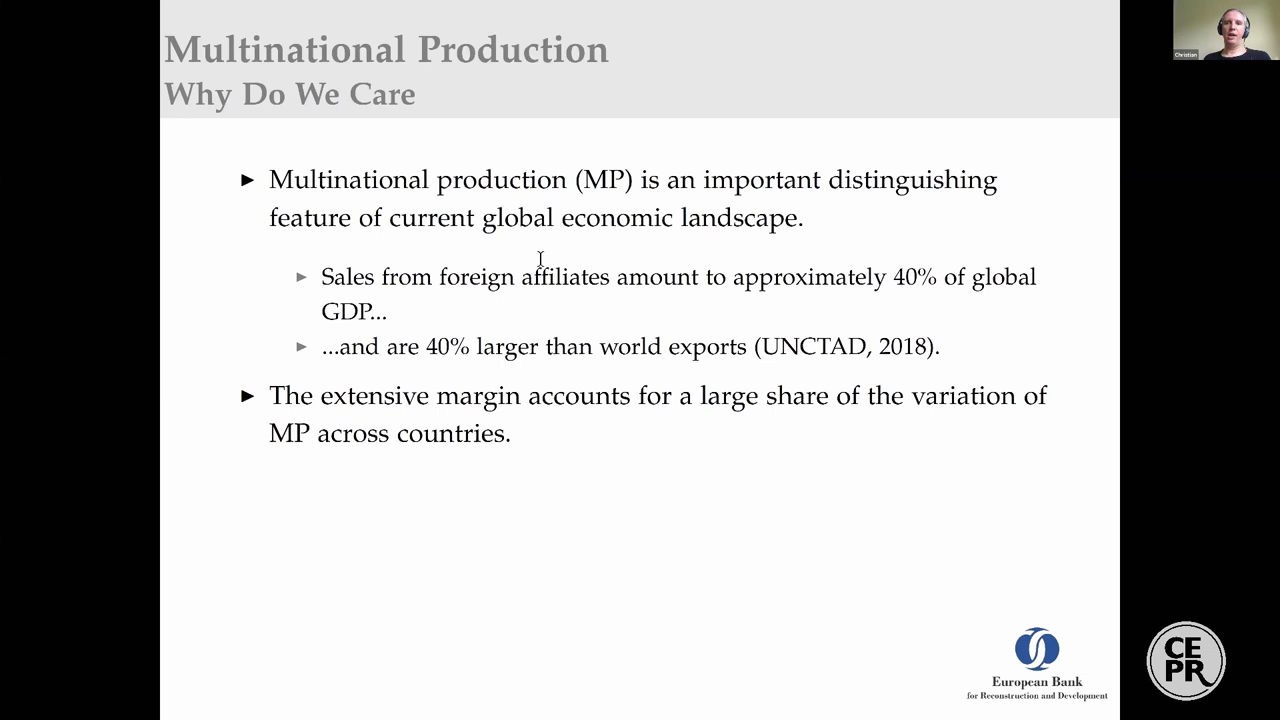 Multinational Production
Why Do We Care
Christian
► Multinational production (MP) is an important distinguishing
feature of current global economic landscape.
► Sales from foreign affiliates amount to approximately 40% of global
GDP...
► ...and are 40% larger than world exports (UNCTAD, 2018).
► The extensive margin accounts for a large share of the variation of
MP across countries.
European Bank
for Reconstruction and Development
CE
PR